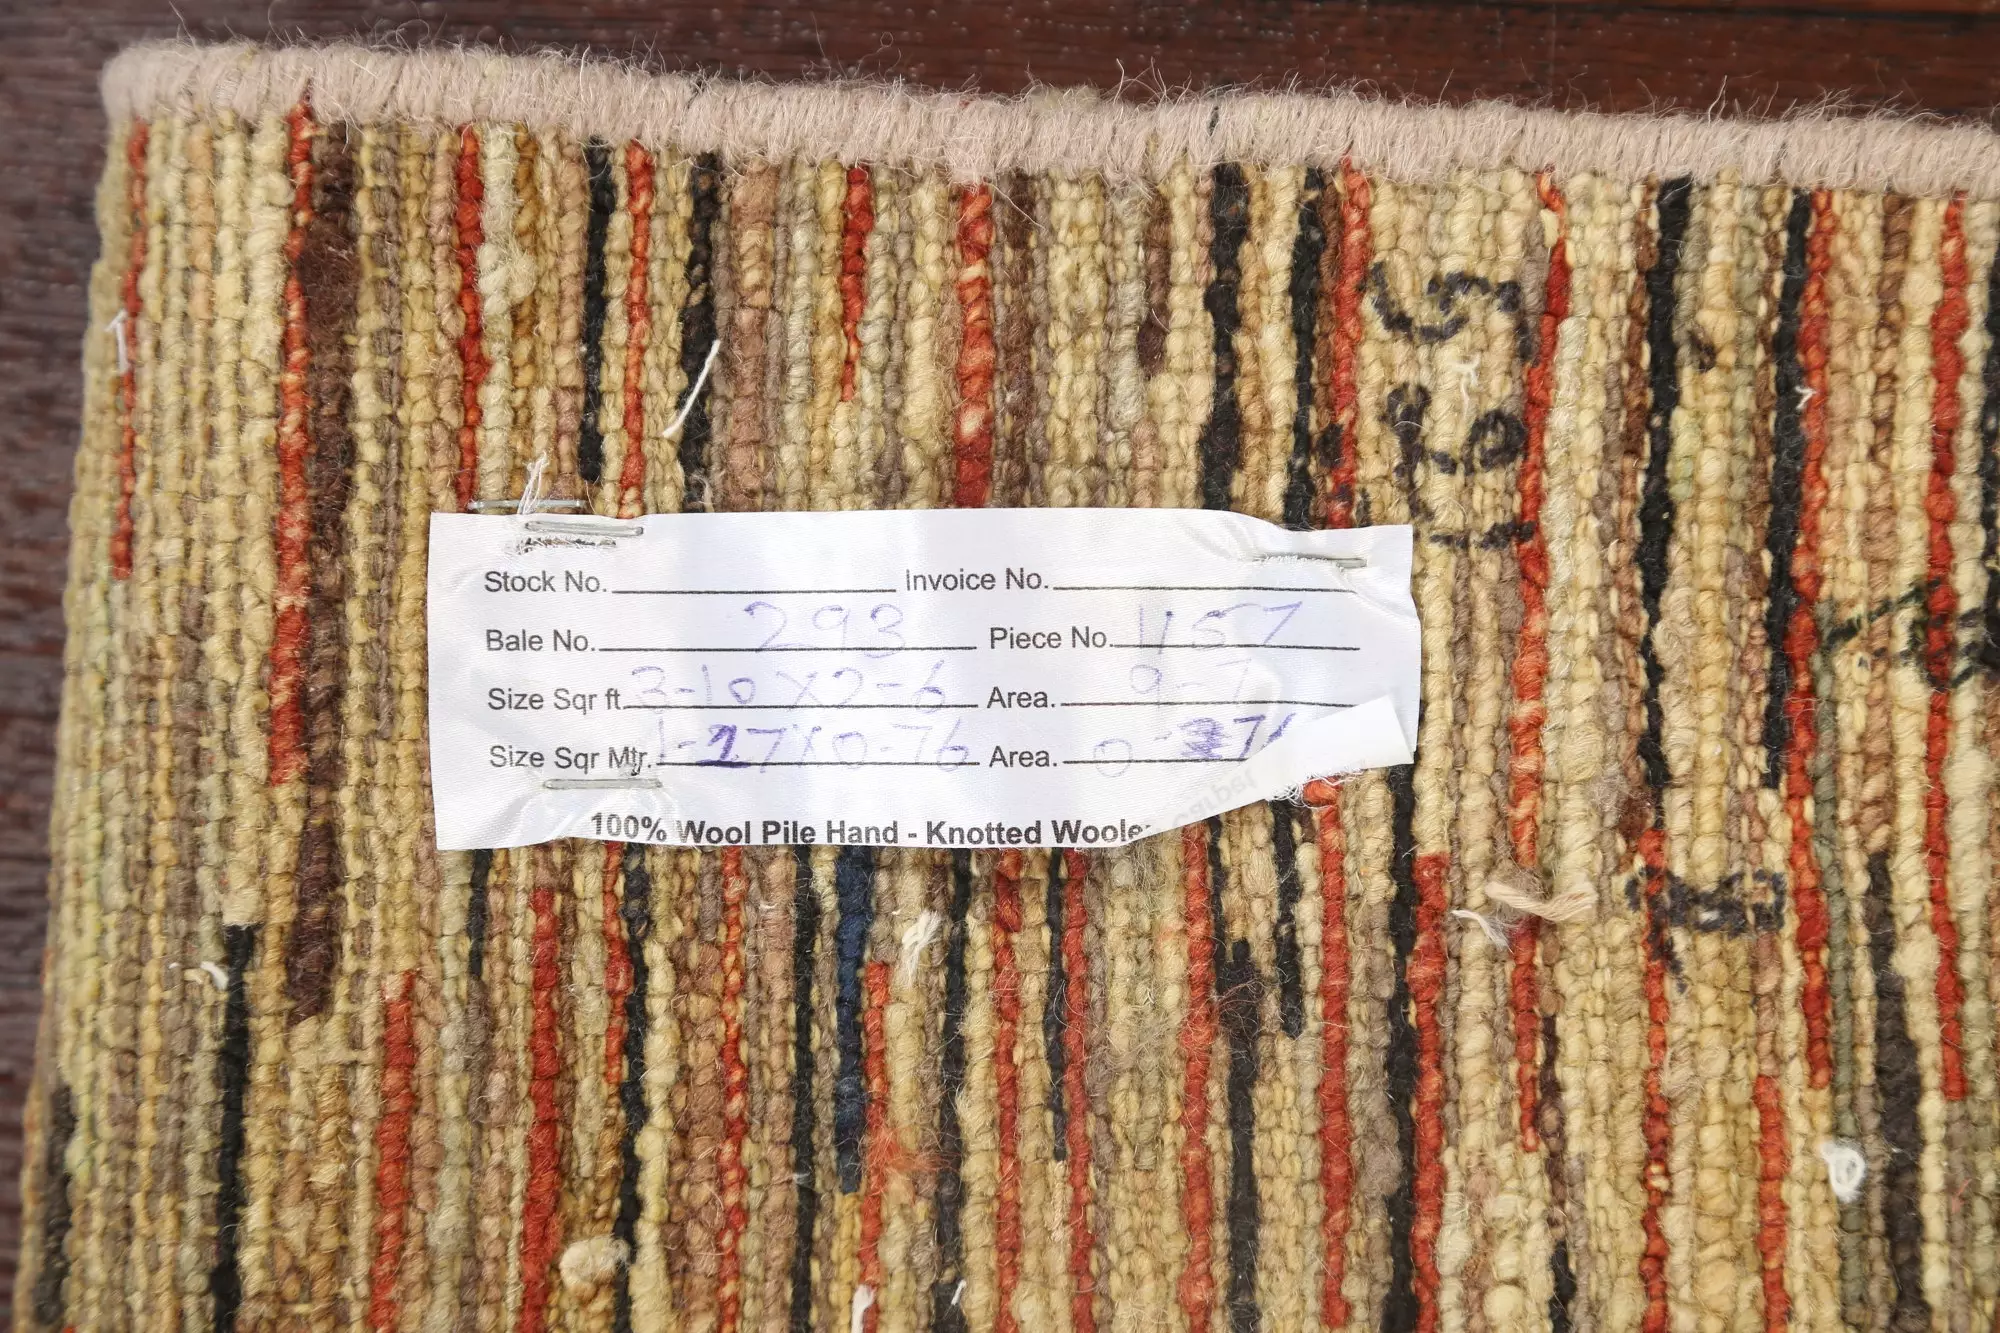 Stock No. Invoice No.
Bale No. 293 Piece No. 1157
Size Sqr ft. 3-10 X 2-6 Area. 9-7
Size Sqr Mtr. 1-17 X 0-76 Area. 0-
100% Wool Pile Hand - Knotted Woole